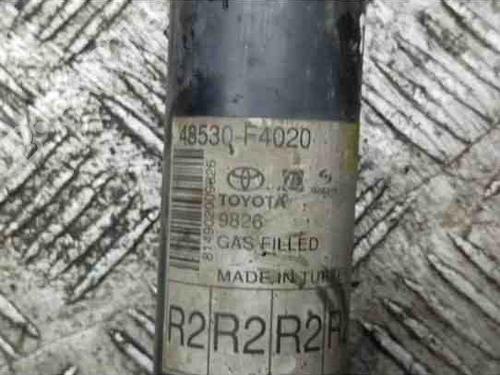 48530-F4020
TOYOTA
9826
GAS FILLED
MADE IN TURK
R2 R2 R2 R